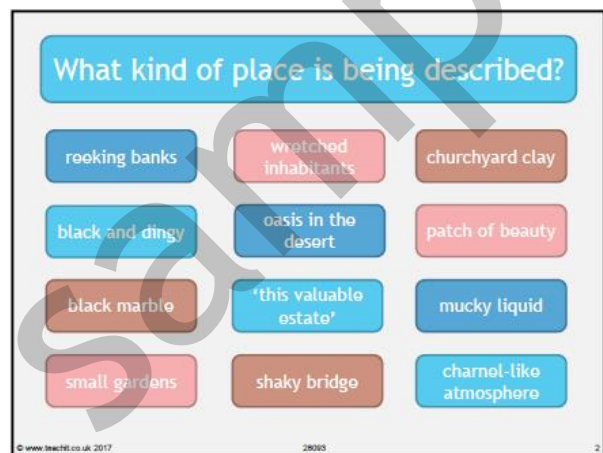 What kind of place is being described?
reeking banks
wretched
inhabitants
churchyard clay
black and dingy
oasis in the
desert
patch of beauty
black marble
‘this valuable
estate’
mucky liquid
small gardens
shaky bridge
charnel-like
atmosphere
© www.teachit.co.uk 2017
28093
2
sample